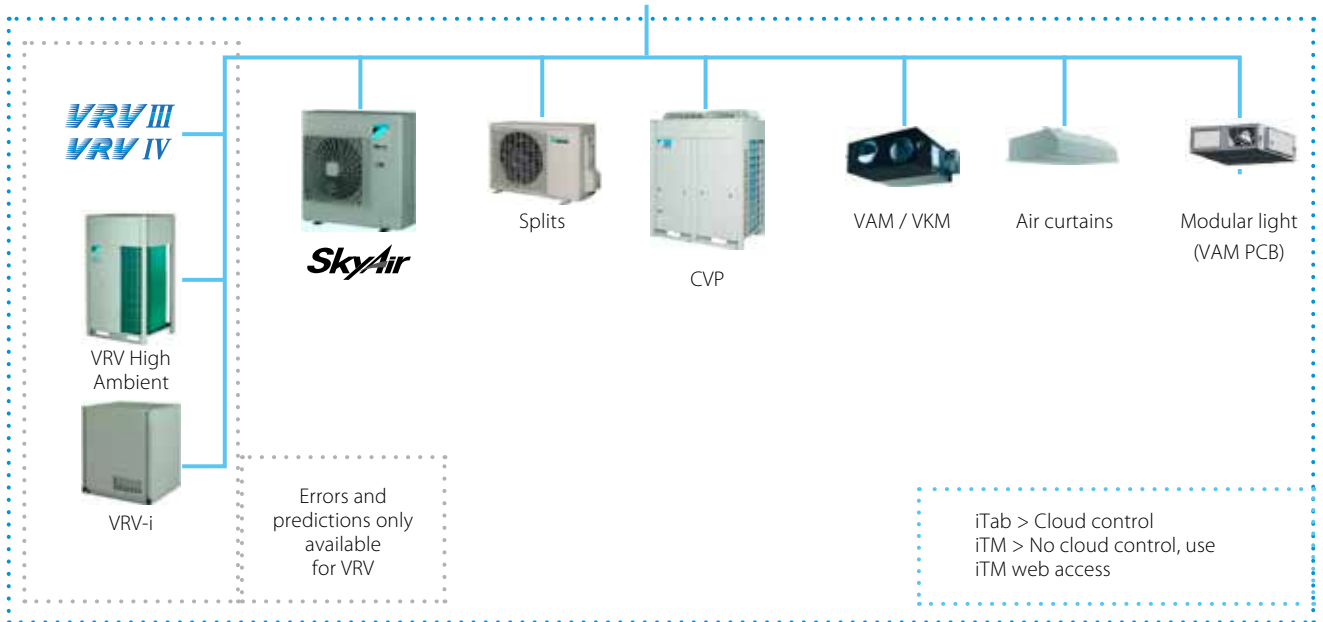 VRV III
VRV IV
VRV High
Ambient
VRV-i
SkyAir
Splits
CVP
VAM / VKM
Air curtains
Modular light
(VAM PCB)
Errors and
predictions only
available
for VRV
iTab > Cloud control
iTM > No cloud control, use
iTM web access